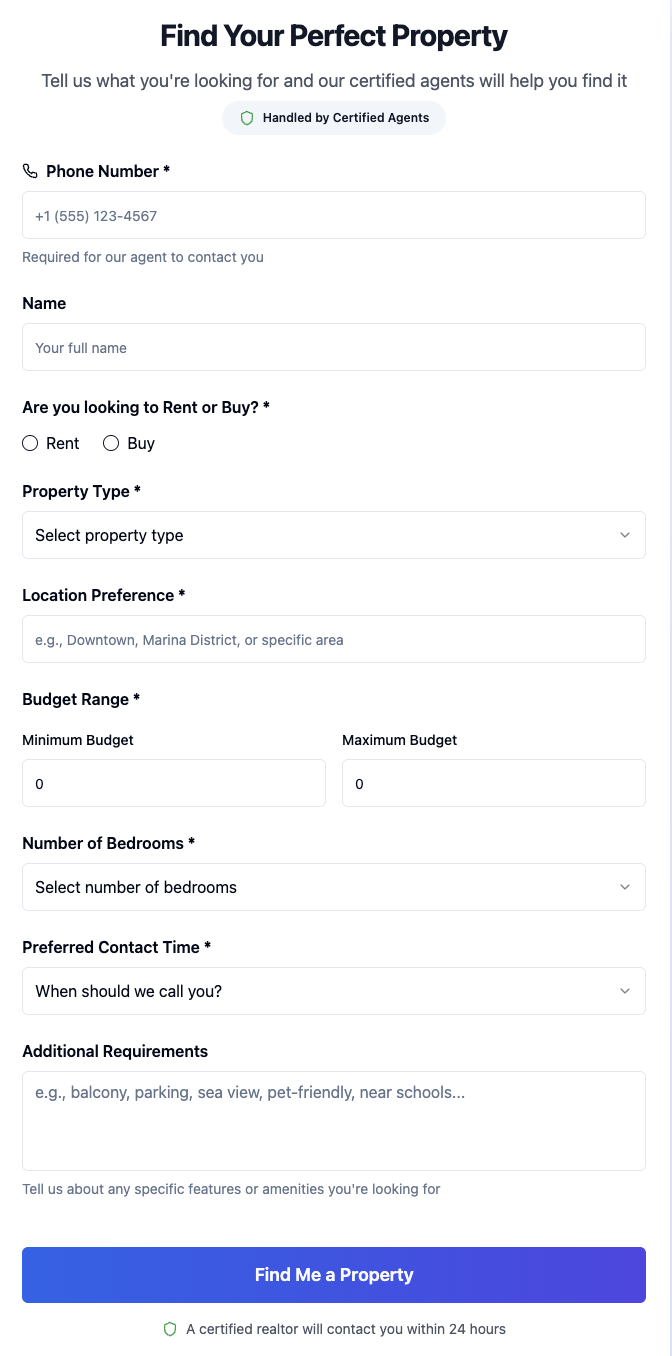 Find Your Perfect Property
Tell us what you're looking for and our certified agents will help you find it
Handled by Certified Agents
Phone Number *
+1 (555) 123-4567
Required for our agent to contact you
Name
Your full name
Are you looking to Rent or Buy? *
Rent Buy
Property Type *
Select property type
Location Preference *
e.g., Downtown, Marina District, or specific area
Budget Range *
Minimum Budget Maximum Budget
0 0
Number of Bedrooms *
Select number of bedrooms
Preferred Contact Time *
When should we call you?
Additional Requirements
e.g., balcony, parking, sea view, pet-friendly, near schools...
Tell us about any specific features or amenities you're looking for
Find Me a Property
A certified realtor will contact you within 24 hours